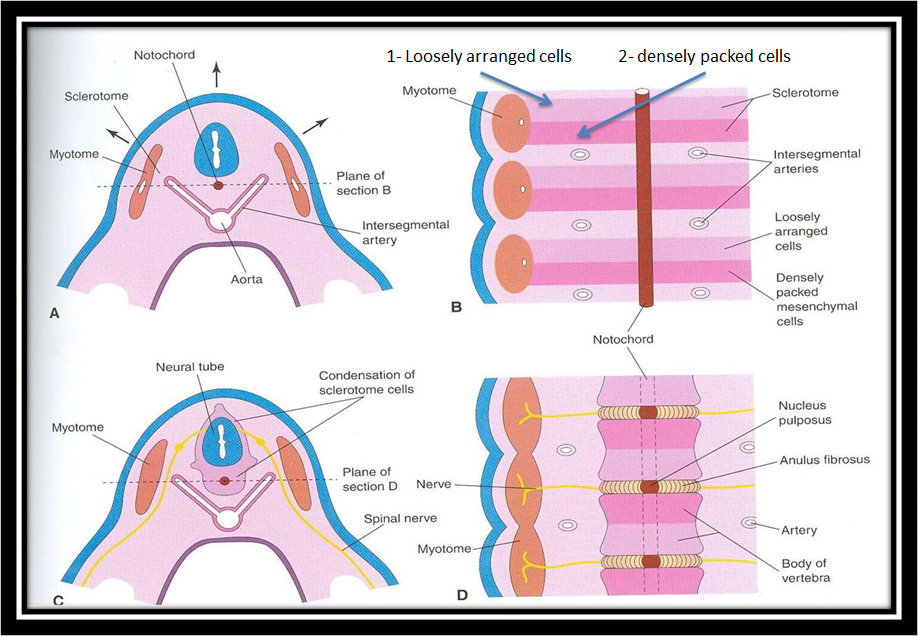 1- Loosely arranged cells
2- densely packed cells
Notochord
Sclerotome
Myotome
Plane of
section B
Intersegmental
artery
Aorta
A
Myotome
Sclerotome
Intersegmental
arteries
Loosely
arranged
cells
Densely
packed
mesenchymal
cells
B
Notochord
Neural tube
Condensation of
sclerotome cells
Myotome
Plane of
section D
Spinal nerve
C
Nucleus
pulposus
Anulus fibrosus
Nerve
Artery
Myotome
Body of
vertebra
D